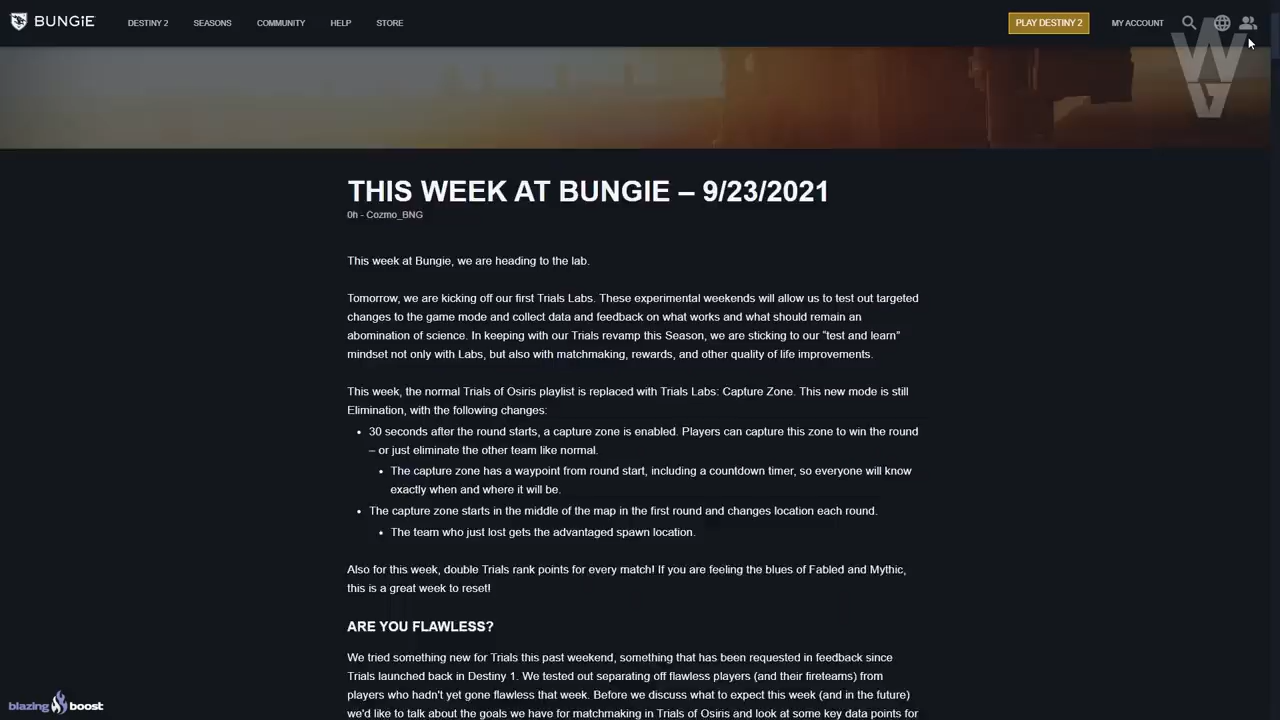 BUNGiE DESTINY 2 SEASONS COMMUNITY HELP STORE PLAY DESTINY 2 MY ACCOUNT
WG
THIS WEEK AT BUNGIE – 9/23/2021
0h - Cozmo_BNG
This week at Bungie, we are heading to the lab.
Tomorrow, we are kicking off our first Trials Labs. These experimental weekends will allow us to test out targeted
changes to the game mode and collect data and feedback on what works and what should remain an
abomination of science. In keeping with our Trials revamp this Season, we are sticking to our “test and learn”
mindset not only with Labs, but also with matchmaking, rewards, and other quality of life improvements.
This week, the normal Trials of Osiris playlist is replaced with Trials Labs: Capture Zone. This new mode is still
Elimination, with the following changes:
• 30 seconds after the round starts, a capture zone is enabled. Players can capture this zone to win the round
– or just eliminate the other team like normal.
• The capture zone has a waypoint from round start, including a countdown timer, so everyone will know
exactly when and where it will be.
• The capture zone starts in the middle of the map in the first round and changes location each round.
• The team who just lost gets the advantaged spawn location.
Also for this week, double Trials rank points for every match! If you are feeling the blues of Fabled and Mythic,
this is a great week to reset!
ARE YOU FLAWLESS?
We tried something new for Trials this past weekend, something that has been requested in feedback since
Trials launched back in Destiny 1. We tested out separating off flawless players (and their fireteams) from
players who hadn't yet gone flawless that week. Before we discuss what to expect this week (and in the future)
we'd like to talk about the goals we have for matchmaking in Trials of Osiris and look at some key data points for
blazing boost